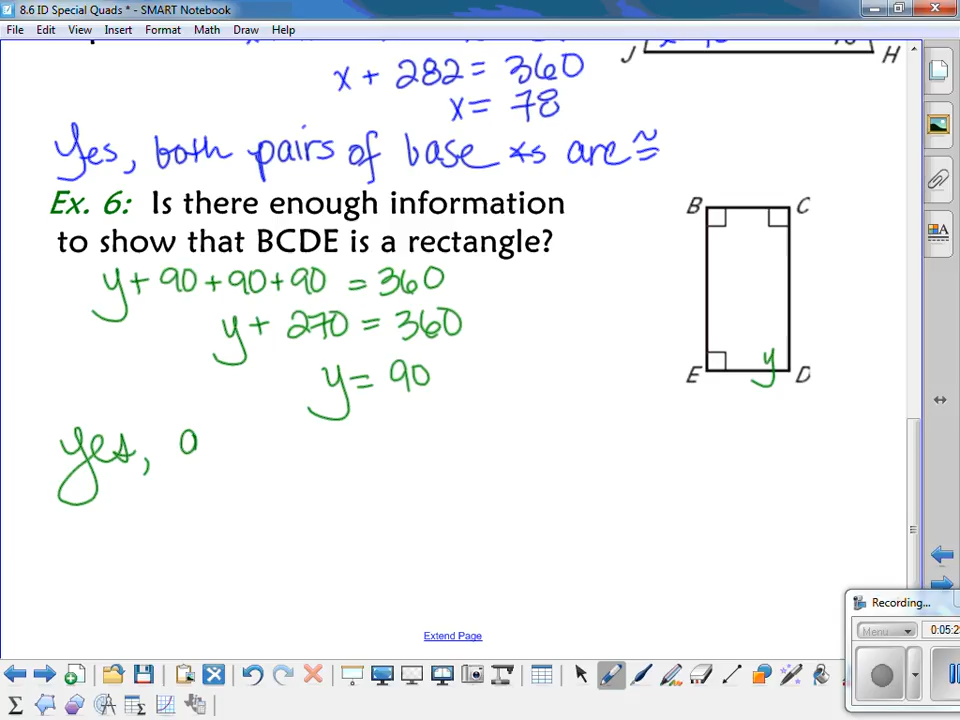 8.6 ID Special Quads * - SMART Notebook
File Edit View Insert Format Math Draw Help
J H
x + 282 = 360
x = 78
Yes, both pairs of base ∠s are ≅
Ex. 6: Is there enough information
to show that BCDE is a rectangle?
B C
E y D
y + 90 + 90 + 90 = 360
y + 270 = 360
y = 90
yes, a
Extend Page
Recording...
Menu
0:05:2